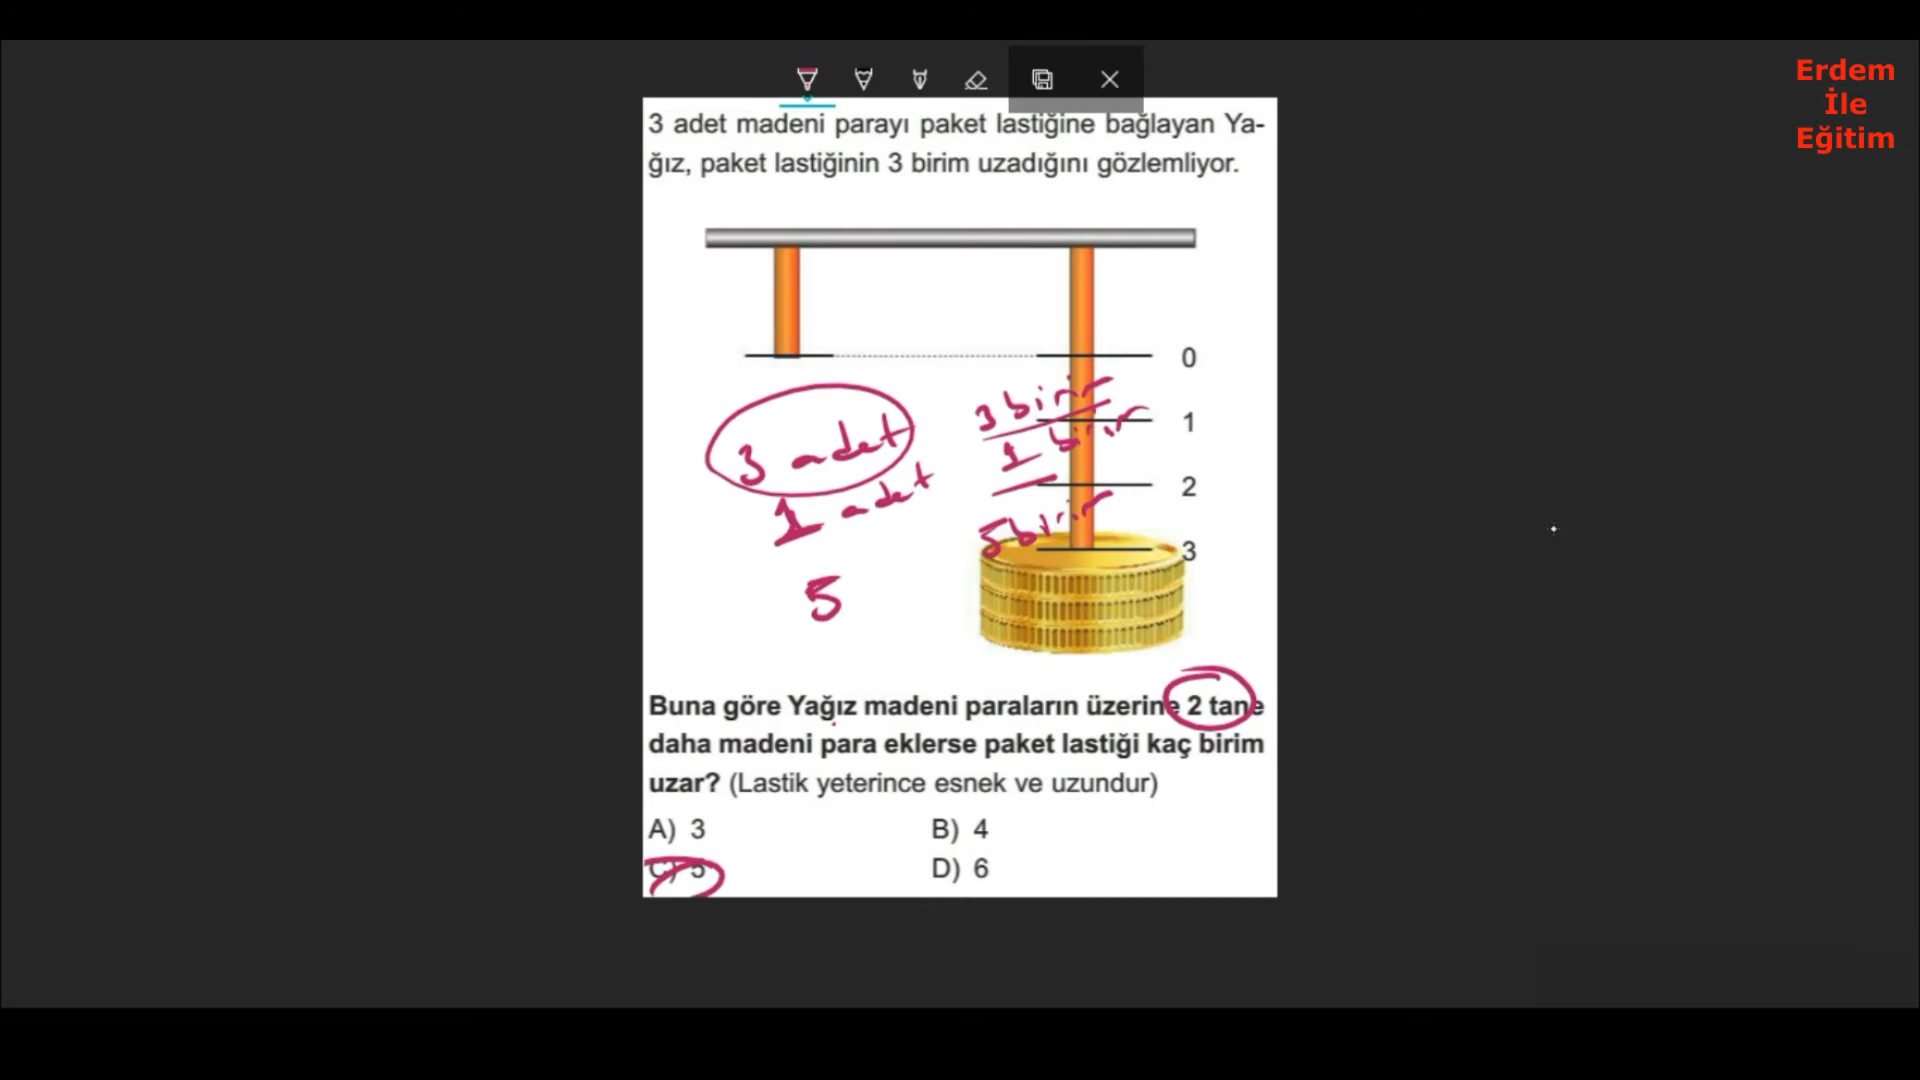 Erdem
İle
Eğitim
3 adet madeni parayı paket lastiğine bağlayan Ya-
ğız, paket lastiğinin 3 birim uzadığını gözlemliyor.
0
3 adet
3 birim
1
1 birim
1 adet
2
5 birim
3
5
Buna göre Yağız madeni paraların üzerine 2 tane
daha madeni para eklerse paket lastiği kaç birim
uzar? (Lastik yeterince esnek ve uzundur)
A) 3
B) 4
C) 5
D) 6